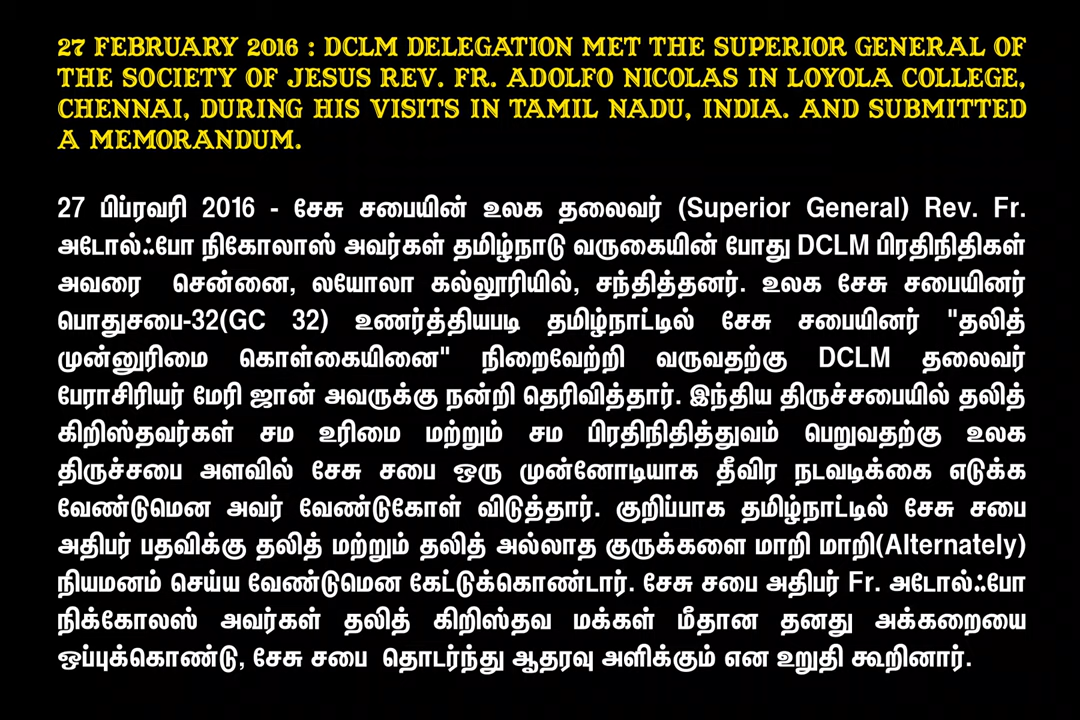 27 FEBRUARY 2016 : DCLM DELEGATION MET THE SUPERIOR GENERAL OF
THE SOCIETY OF JESUS REV. FR. ADOLFO NICOLAS IN LOYOLA COLLEGE,
CHENNAI, DURING HIS VISITS IN TAMIL NADU, INDIA. AND SUBMITTED
A MEMORANDUM.
27 பிப்ரவரி 2016 - சேசு சபையின் உலக தலைவர் (Superior General) Rev. Fr.
அடோல்ஃபோ நிகோலாஸ் அவர்கள் தமிழ்நாடு வருகையின் போது DCLM பிரதிநிதிகள்
அவரை சென்னை, லயோலா கல்லூரியில், சந்தித்தனர். உலக சேசு சபையினர்
பொதுசபை-32(GC 32) உணர்த்தியபடி தமிழ்நாட்டில் சேசு சபையினர் "தலித்
முன்னுரிமை கொள்கையினை" நிறைவேற்றி வருவதற்கு DCLM தலைவர்
பேராசிரியர் மேரி ஜான் அவருக்கு நன்றி தெரிவித்தார். இந்திய திருச்சபையில் தலித்
கிறிஸ்தவர்கள் சம உரிமை மற்றும் சம பிரதிநிதித்துவம் பெறுவதற்கு உலக
திருச்சபை அளவில் சேசு சபை ஒரு முன்னோடியாக தீவிர நடவடிக்கை எடுக்க
வேண்டுமென அவர் வேண்டுகோள் விடுத்தார். குறிப்பாக தமிழ்நாட்டில் சேசு சபை
அதிபர் பதவிக்கு தலித் மற்றும் தலித் அல்லாத குருக்களை மாறி மாறி(Alternately)
நியமனம் செய்ய வேண்டுமென கேட்டுக்கொண்டார். சேசு சபை அதிபர் Fr. அடோல்ஃபோ
நிக்கோலஸ் அவர்கள் தலித் கிறிஸ்தவ மக்கள் மீதான தனது அக்கறையை
ஒப்புக்கொண்டு, சேசு சபை தொடர்ந்து ஆதரவு அளிக்கும் என உறுதி கூறினார்.